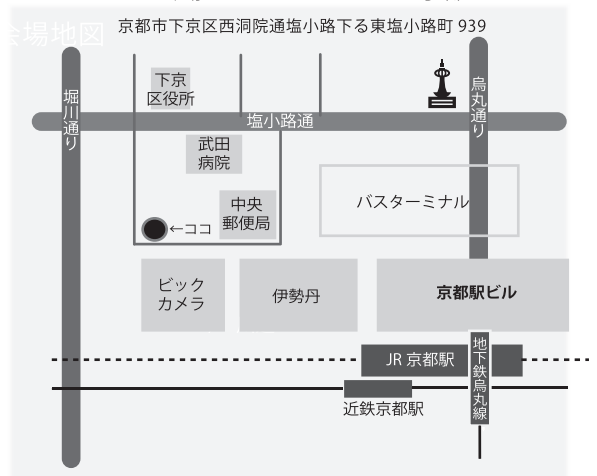 会場地図
京都市下京区西洞院通塩小路下る東塩小路町 939
堀川通り
下京
区役所
烏丸通り
塩小路通
武田
病院
中央
郵便局
バスターミナル
←ココ
ビック
カメラ
伊勢丹
京都駅ビル
JR 京都駅
地下鉄烏丸線
近鉄京都駅